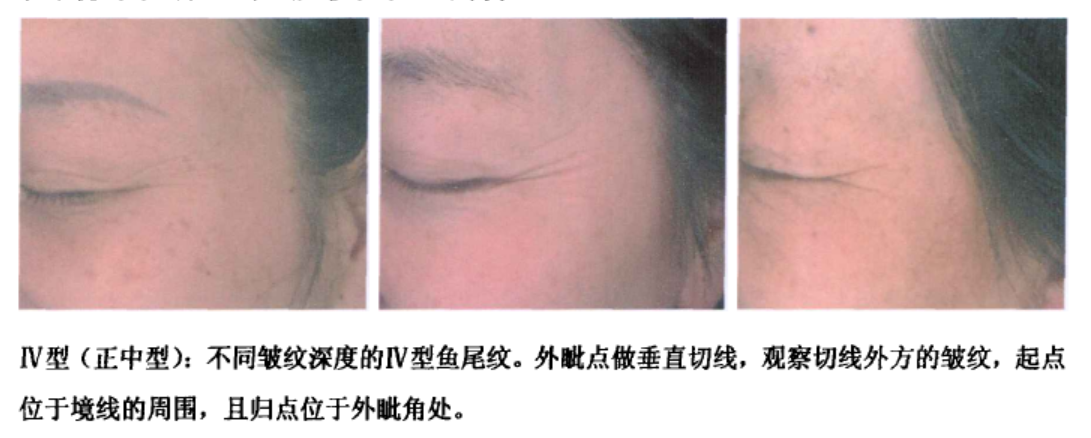 Ⅳ型（正中型）：不同皱纹深度的Ⅳ型鱼尾纹。外眦点做垂直切线，观察切线外方的皱纹，起点
位于境线的周围，且归点位于外眦角处。